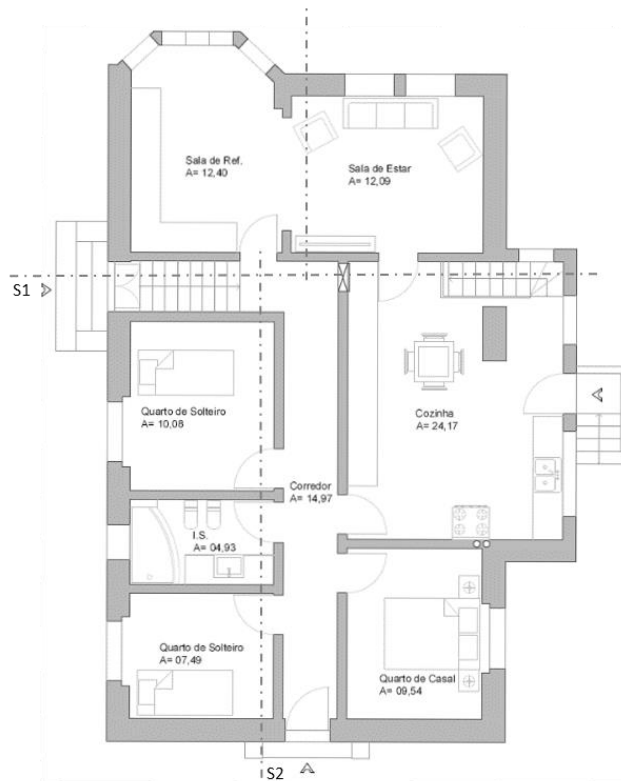 Sala de Ref.
A= 12,40
Sala de Estar
A= 12,09
S1
Quarto de Solteiro
A= 10,08
Cozinha
A= 24,17
Corredor
A= 14,97
I.S.
A= 04,93
Quarto de Solteiro
A= 07,49
Quarto de Casal
A= 09,54
S2